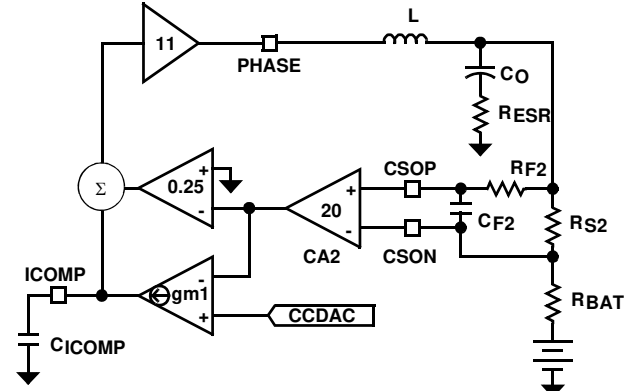 L
11
PHASE
CO
RESR
RF2
CSOP
+
Σ
0.25
-
+
20
-
CF2
RS2
CA2
CSON
ICOMP
-
gm1
+
CCDAC
RBAT
CICOMP